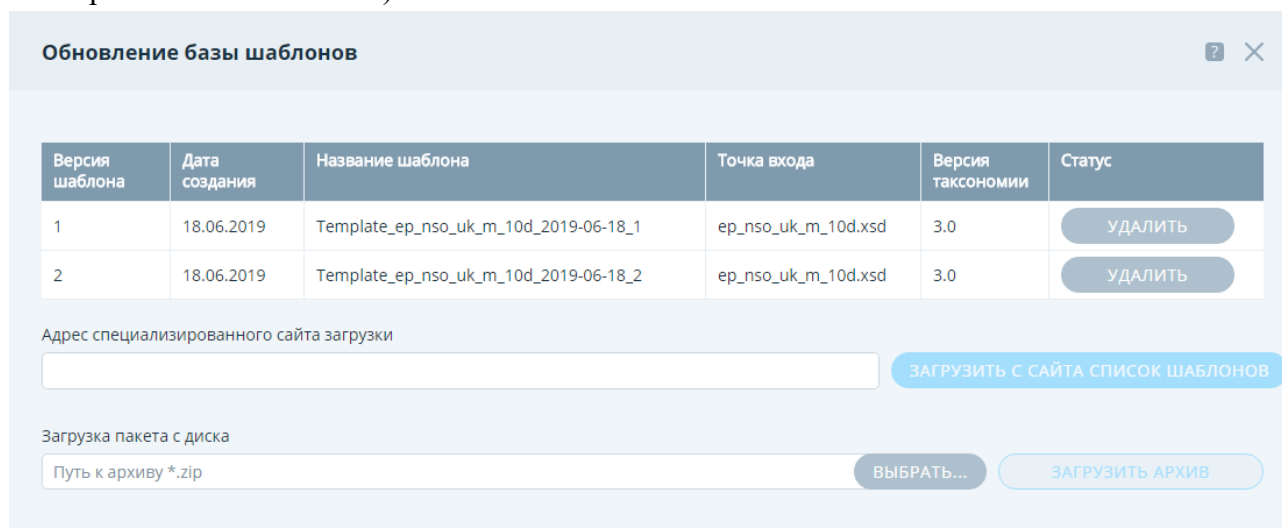 Обновление базы шаблонов ?
Версия шаблона Дата создания Название шаблона Точка входа Версия таксономии Статус
1 18.06.2019 Template_ep_nso_uk_m_10d_2019-06-18_1 ep_nso_uk_m_10d.xsd 3.0 УДАЛИТЬ
2 18.06.2019 Template_ep_nso_uk_m_10d_2019-06-18_2 ep_nso_uk_m_10d.xsd 3.0 УДАЛИТЬ
Адрес специализированного сайта загрузки
ЗАГРУЗИТЬ С САЙТА СПИСОК ШАБЛОНОВ
Загрузка пакета с диска
Путь к архиву *.zip ВЫБРАТЬ... ЗАГРУЗИТЬ АРХИВ